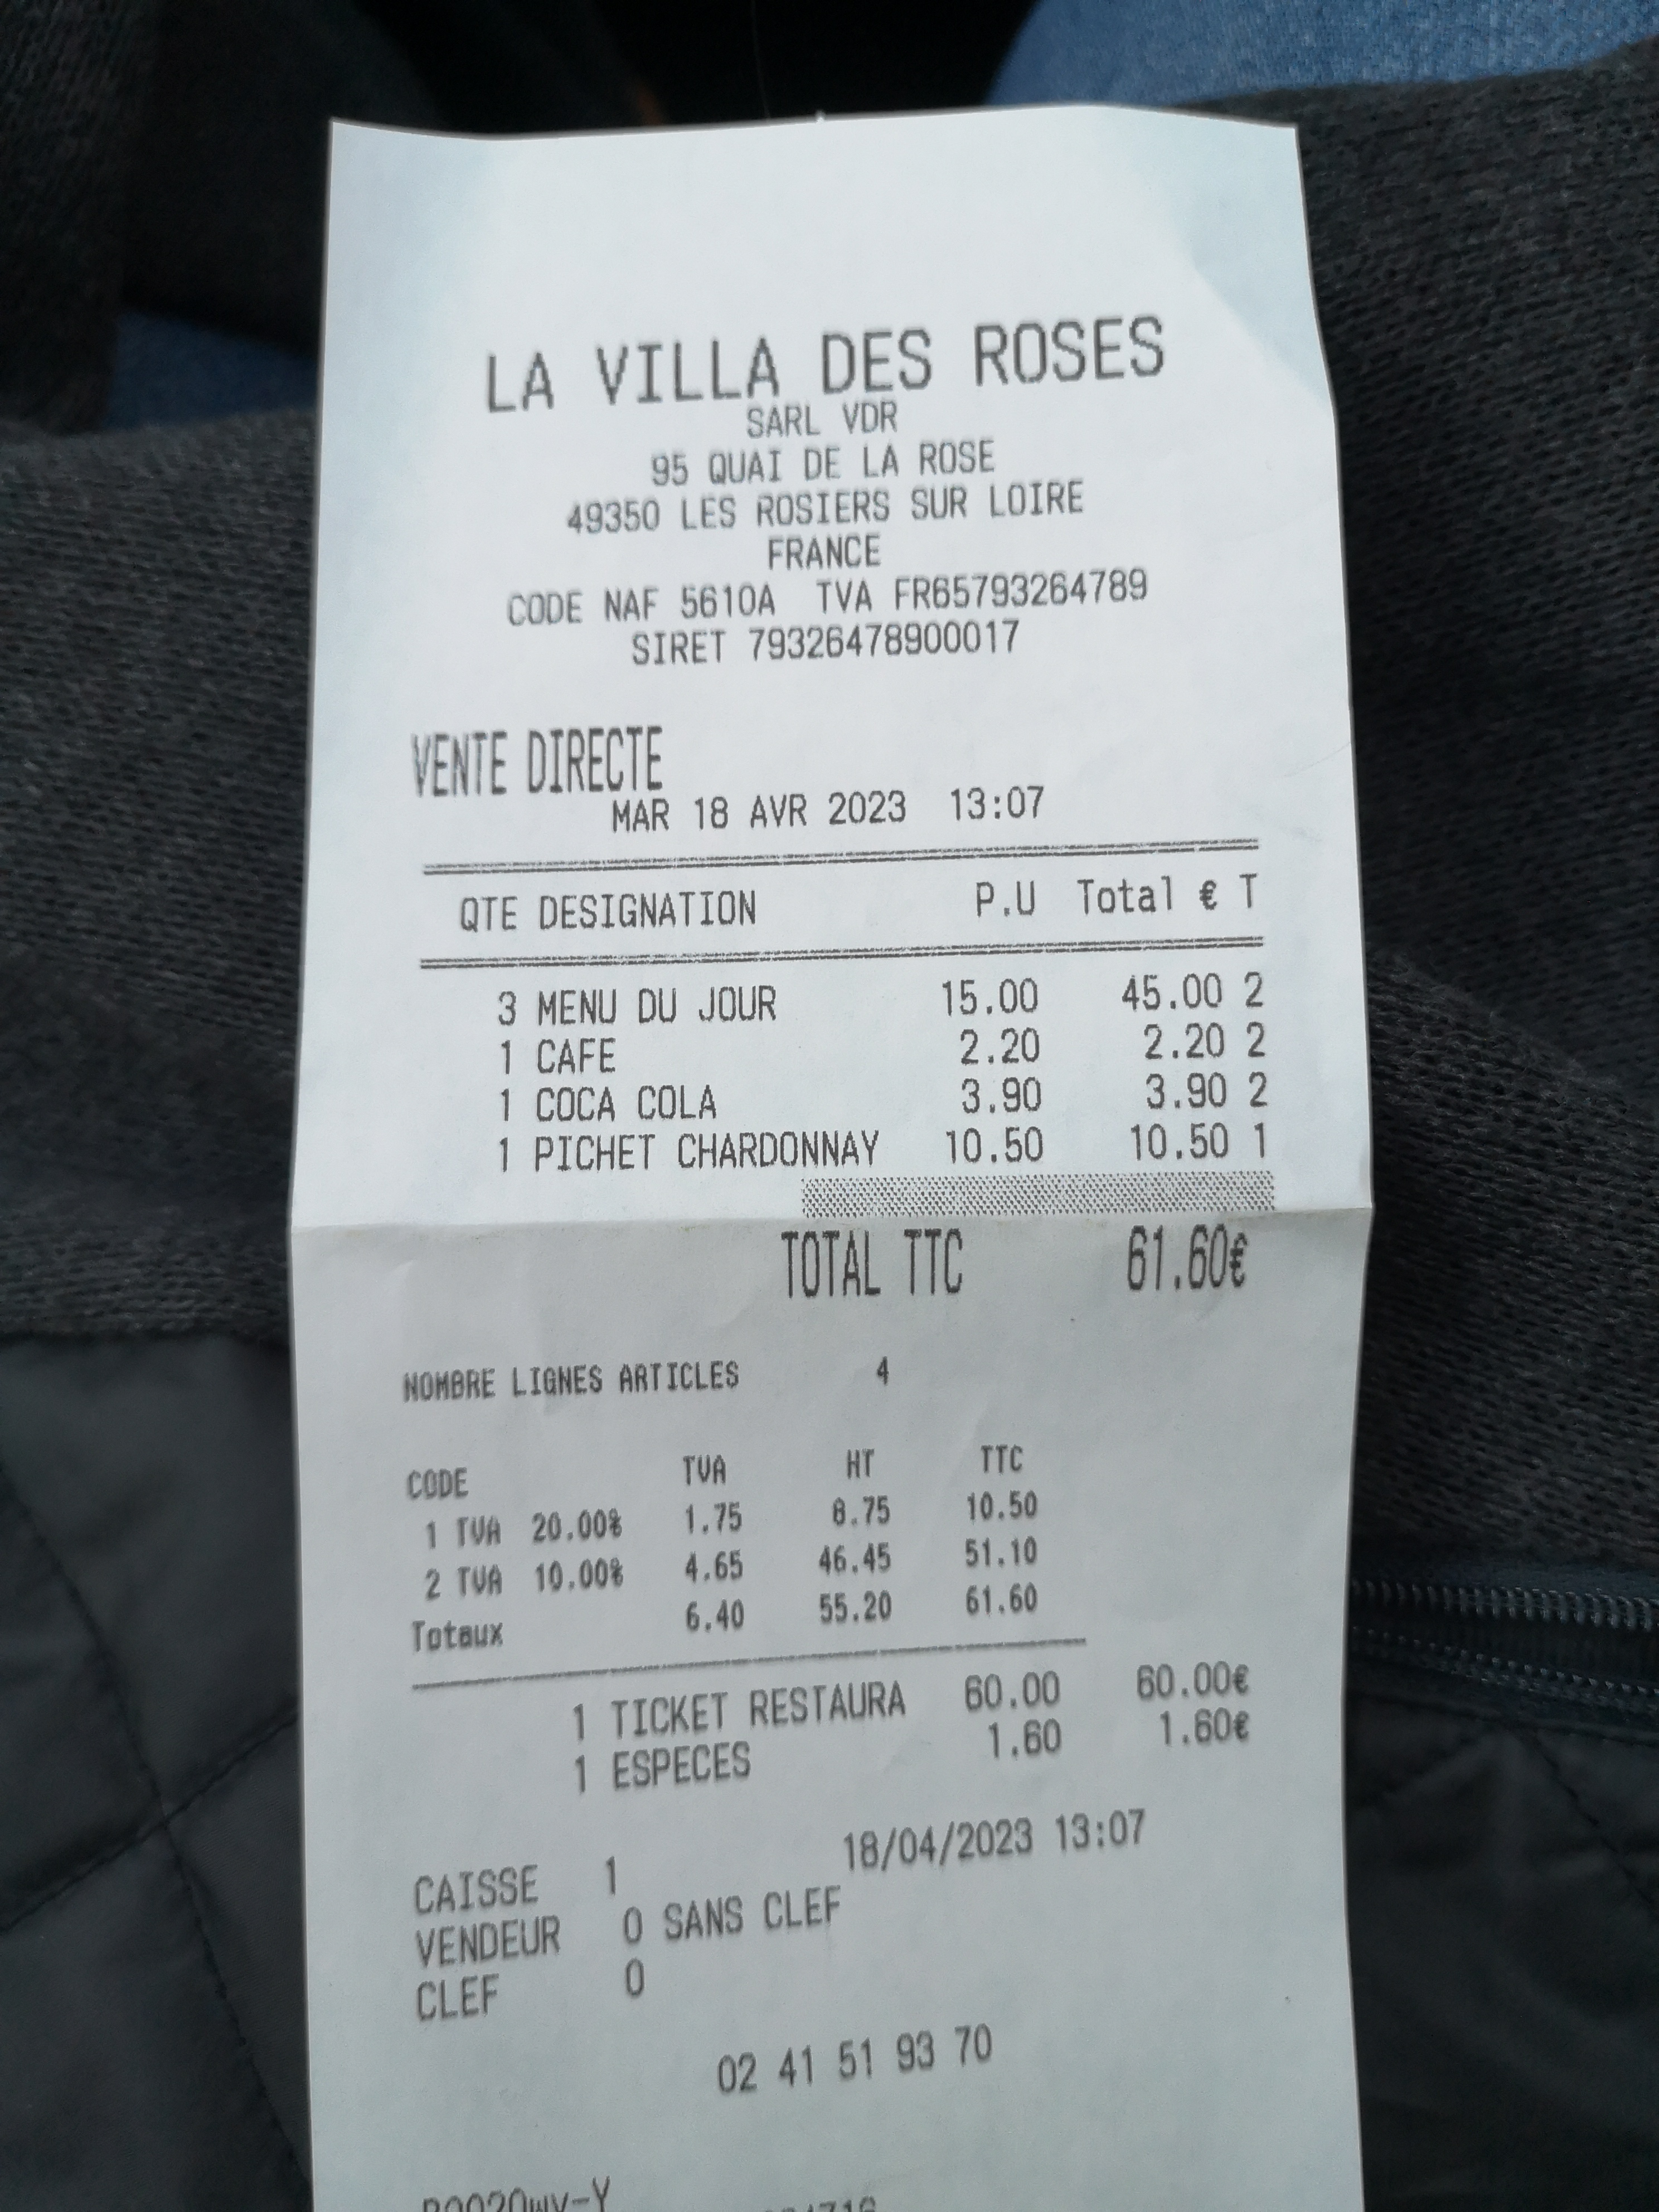 LA VILLA DES ROSES
SARL VDR
95 QUAI DE LA ROSE
49350 LES ROSIERS SUR LOIRE
FRANCE
CODE NAF 5610A TVA FR65793264789
SIRET 79326478900017
VENTE DIRECTE
MAR 18 AVR 2023 13:07
QTE DESIGNATION P.U Total € T
3 MENU DU JOUR 15.00 45.00 2
1 CAFE 2.20 2.20 2
1 COCA COLA 3.90 3.90 2
1 PICHET CHARDONNAY 10.50 10.50 1
TOTAL TTC 61.60€
NOMBRE LIGNES ARTICLES 4
CODE TVA HT TTC
1 TVA 20.00% 1.75 8.75 10.50
2 TVA 10.00% 4.65 46.45 51.10
Totaux 6.40 55.20 61.60
1 TICKET RESTAURA 60.00 60.00€
1 ESPECES 1.60 1.60€
CAISSE 1 18/04/2023 13:07
VENDEUR 0 SANS CLEF
CLEF 0
02 41 51 93 70